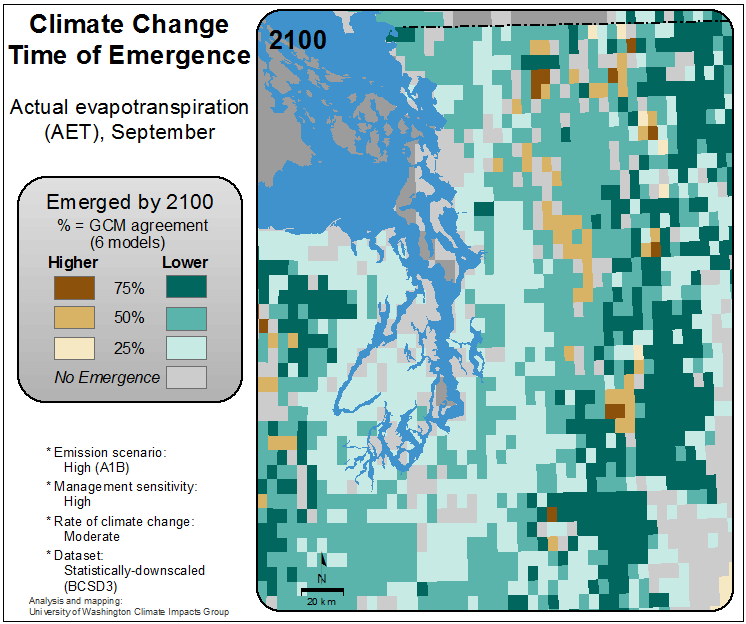 Climate Change
Time of Emergence
Actual evapotranspiration
(AET), September
Emerged by 2100
% = GCM agreement
(6 models)
Higher Lower
75%
50%
25%
No Emergence
* Emission scenario:
High (A1B)
* Management sensitivity:
High
* Rate of climate change:
Moderate
* Dataset:
Statistically-downscaled
(BCSD3)
Analysis and mapping:
University of Washington Climate Impacts Group
2100
N
20 km